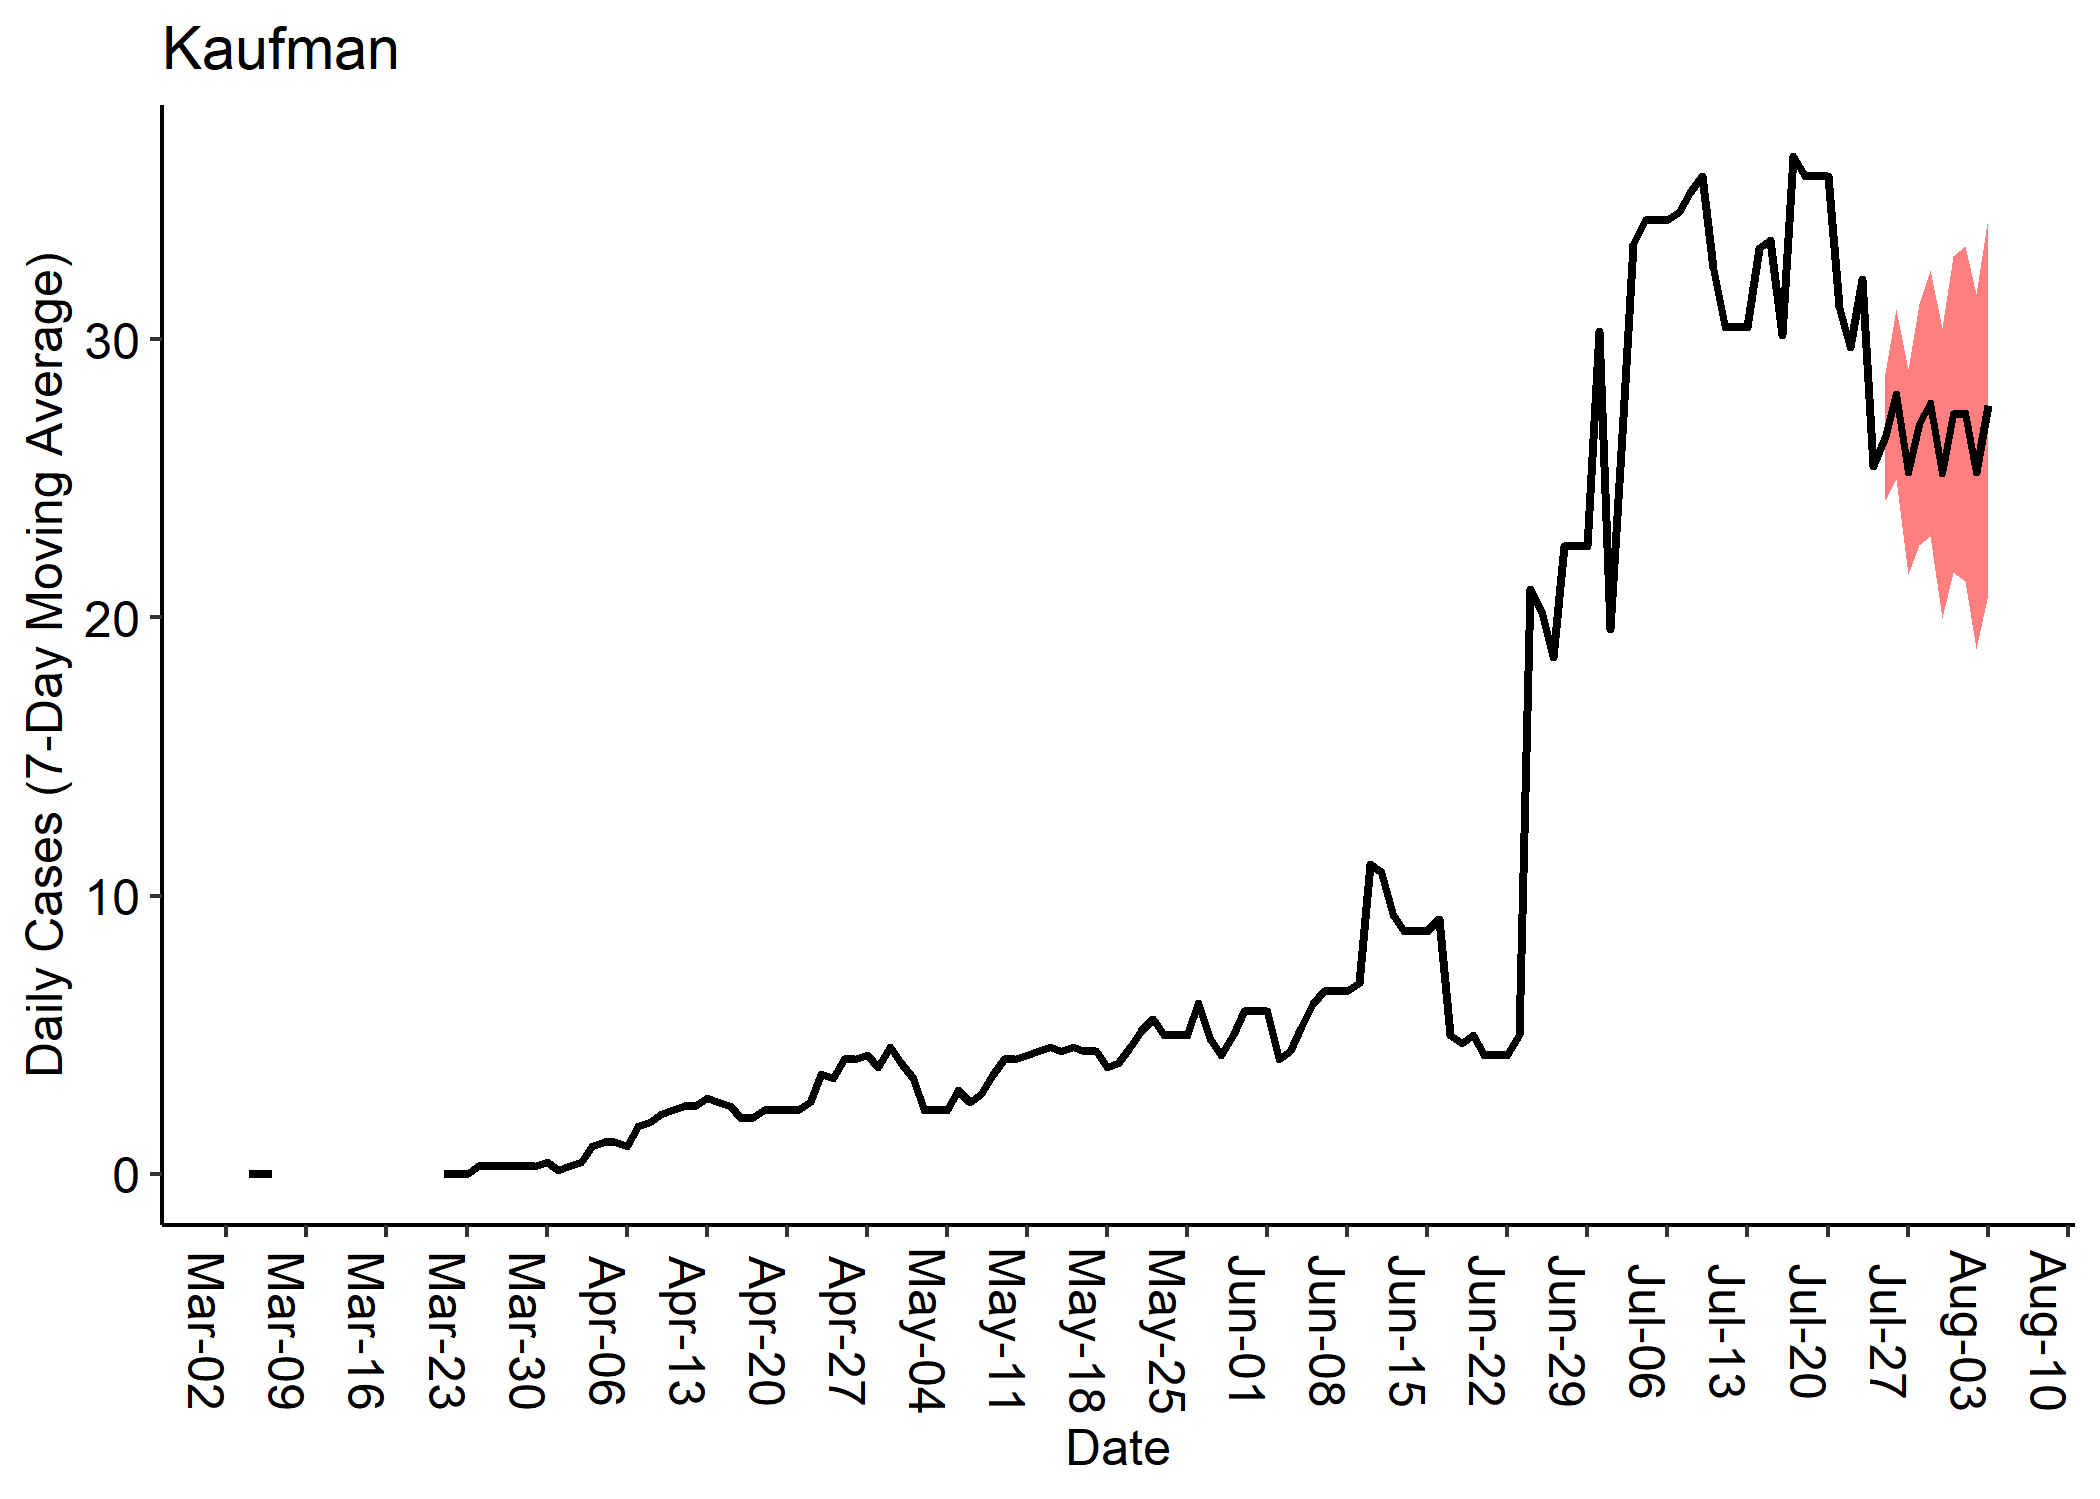 Kaufman
Daily Cases (7-Day Moving Average)
30
20
10
0
Mar-02
Mar-09
Mar-16
Mar-23
Mar-30
Apr-06
Apr-13
Apr-20
Apr-27
May-04
May-11
May-18
May-25
Jun-01
Jun-08
Jun-15
Jun-22
Jun-29
Jul-06
Jul-13
Jul-20
Jul-27
Aug-03
Aug-10
Date